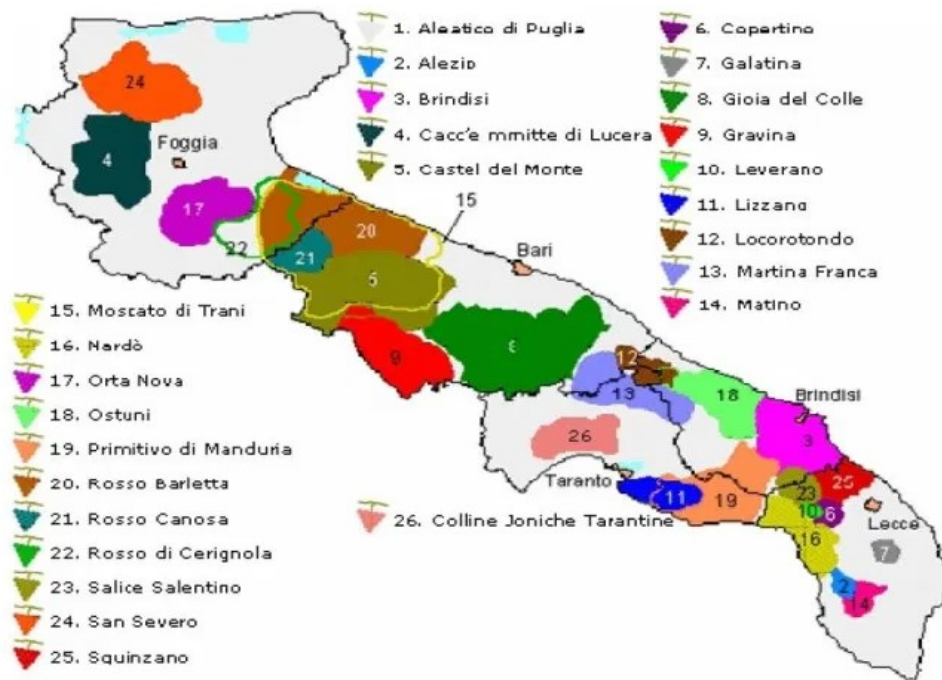 1. Aleatico di Puglia
2. Alezio
3. Brindisi
4. Cacc'e mmitte di Lucera
5. Castel del Monte
6. Copertino
7. Galatina
8. Gioia del Colle
9. Gravina
10. Leverano
11. Lizzano
12. Locorotondo
13. Martina Franca
14. Matino
15. Moscato di Trani
16. Nardò
17. Orta Nova
18. Ostuni
19. Primitivo di Manduria
20. Rosso Barletta
21. Rosso Canosa
22. Rosso di Cerignola
23. Salice Salentino
24. San Severo
25. Squinzano
26. Colline Joniche Tarantine
24
4
Foggia
17
22
20
15
21
5
Bari
9
8
12
13
18
Brindisi
3
26
Taranto
11
19
23
25
10
6
Lecce
16
7
2
14